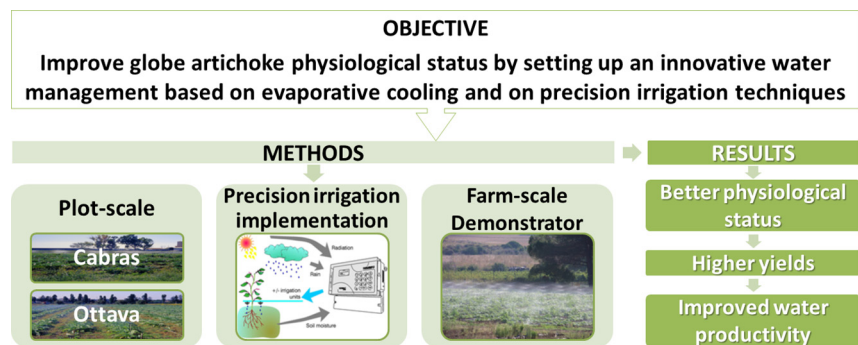 OBJECTIVE
Improve globe artichoke physiological status by setting up an innovative water
management based on evaporative cooling and on precision irrigation techniques
METHODS
RESULTS
Plot-scale
Cabras
Ottava
Precision irrigation
implementation
Radiation
Rain
+/- irrigation
units
Soil moisture
Farm-scale
Demonstrator
Better physiological
status
Higher yields
Improved water
productivity